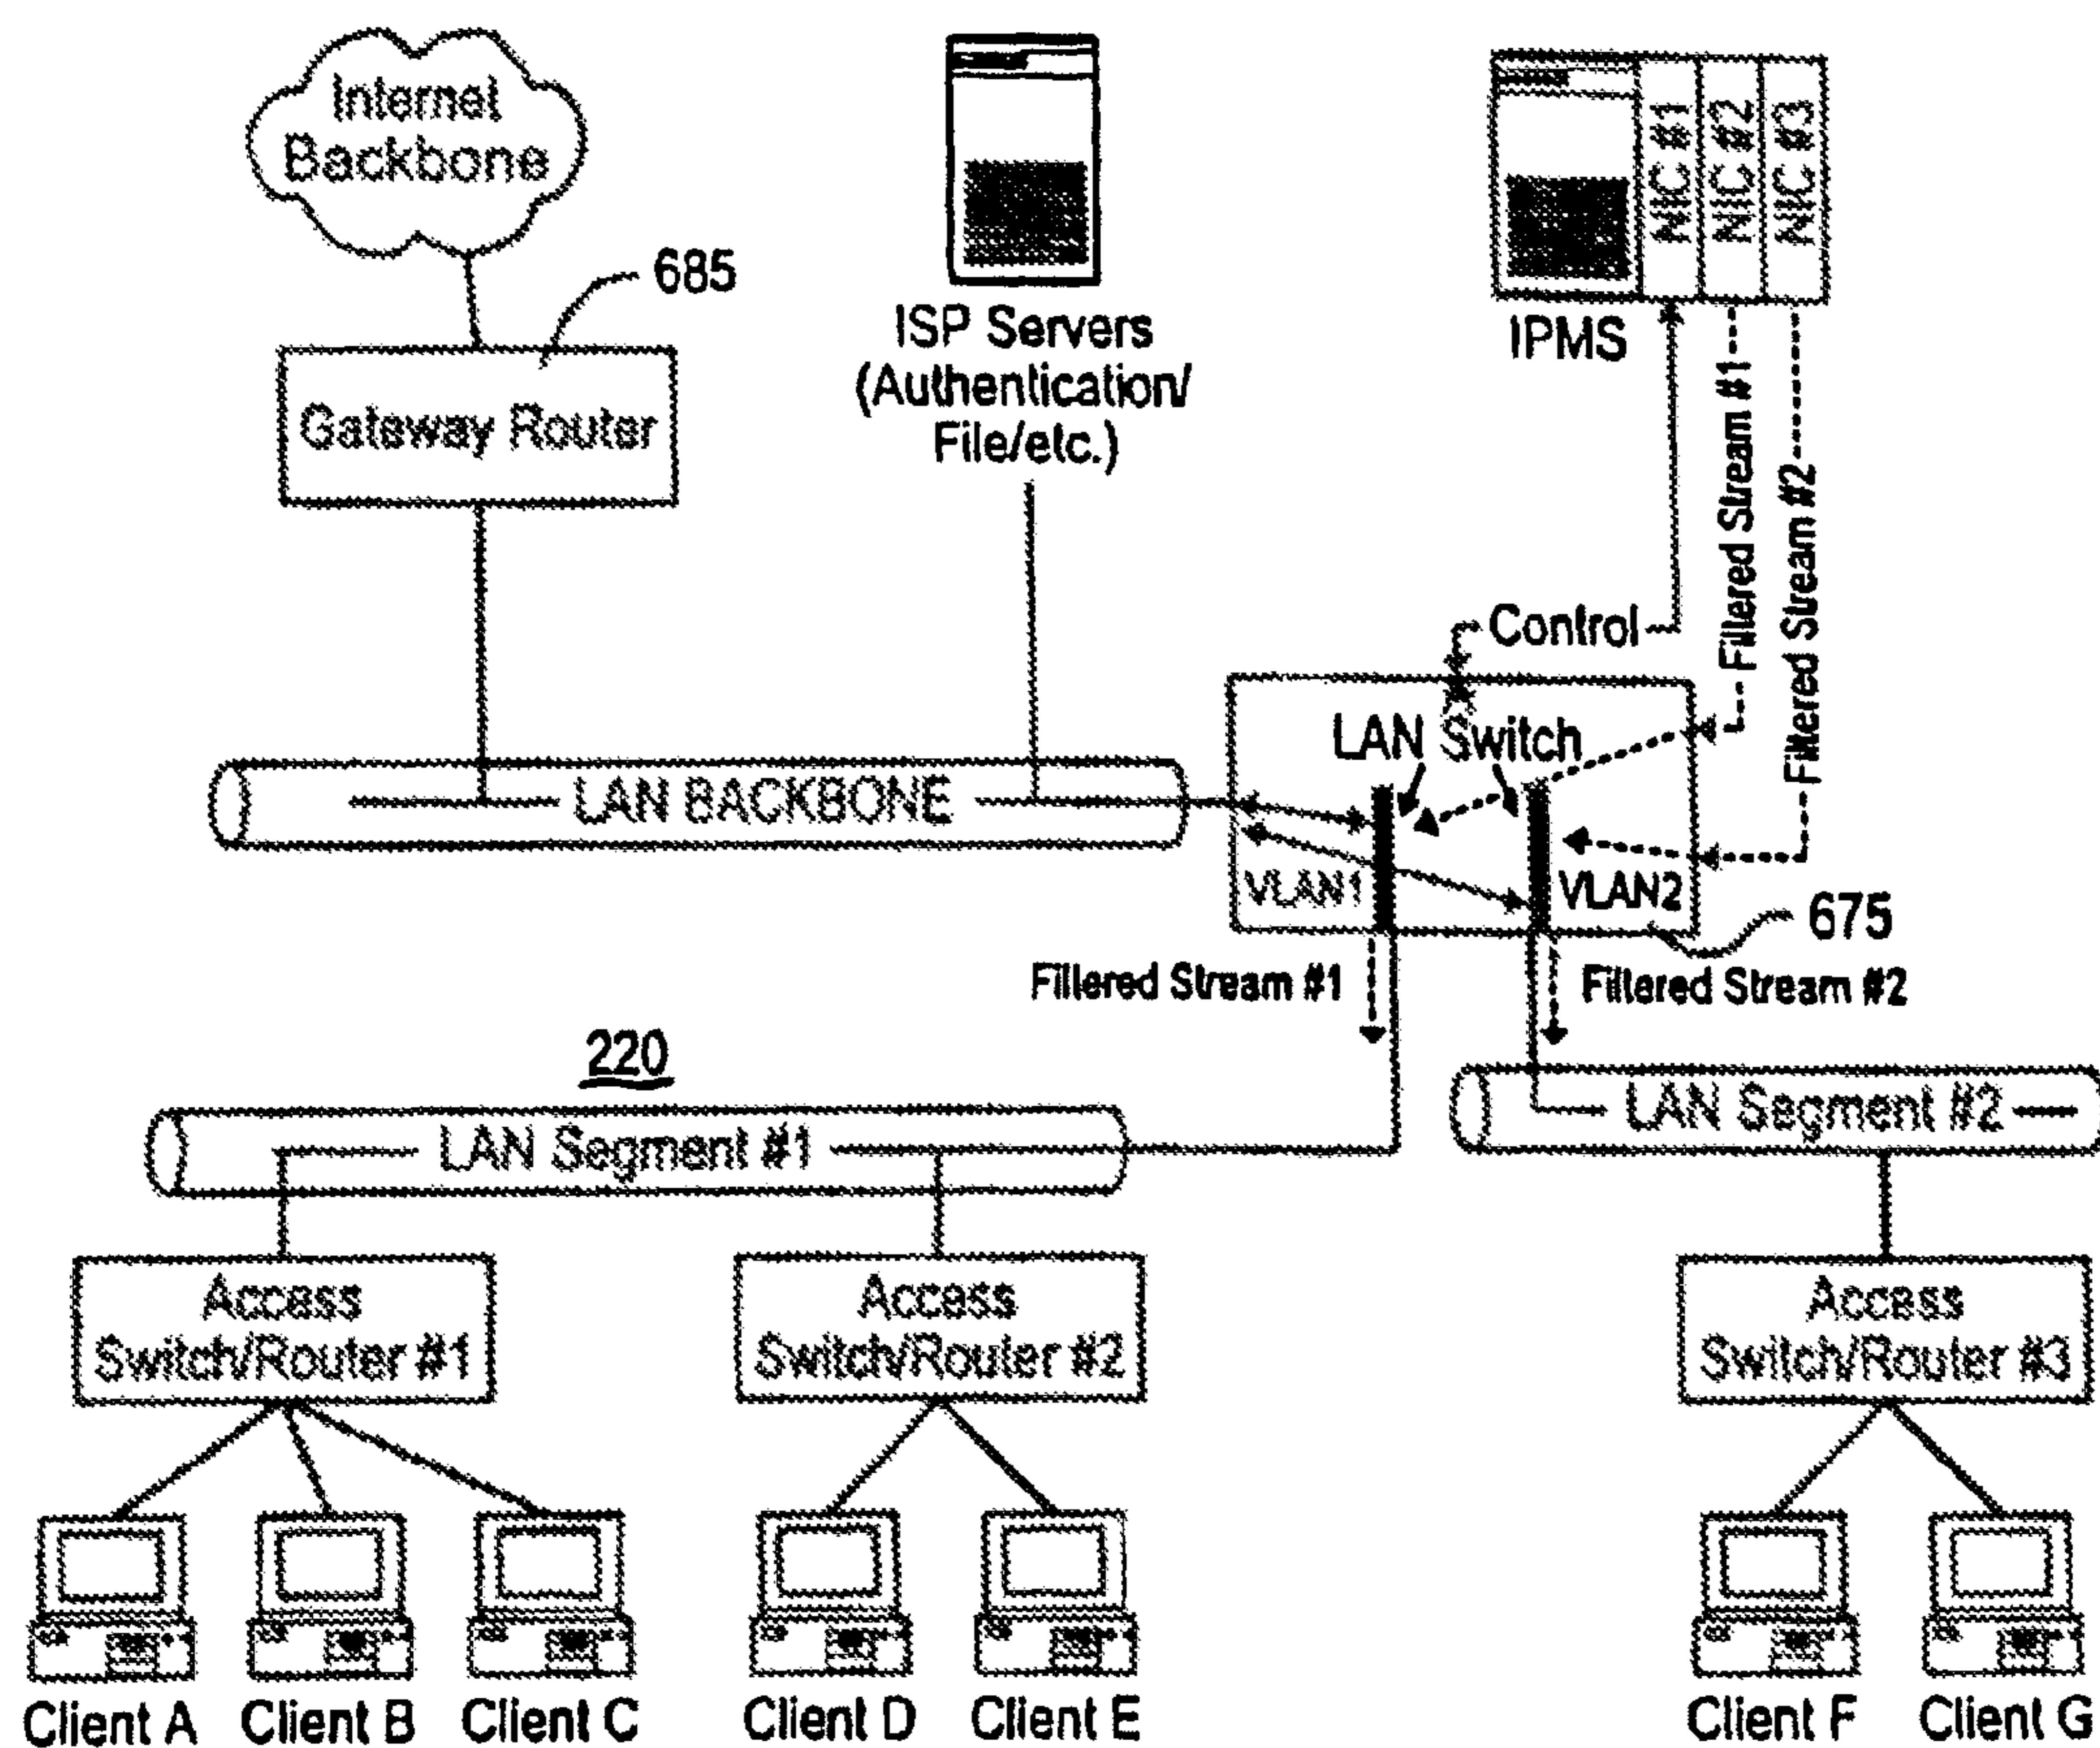 Internet
Backbone
685
Gateway Router
ISP Servers
(Authentication/
File/etc.)
NIC #1
NIC #2
NIC #3
IPMS
Filtered Stream #1
Filtered Stream #2
Control
LAN Switch
LAN BACKBONE
VLAN1
VLAN2
675
Filtered Stream #1
Filtered Stream #2
220
LAN Segment #1
LAN Segment #2
Access
Switch/Router #1
Access
Switch/Router #2
Access
Switch/Router #3
Client A
Client B
Client C
Client D
Client E
Client F
Client G